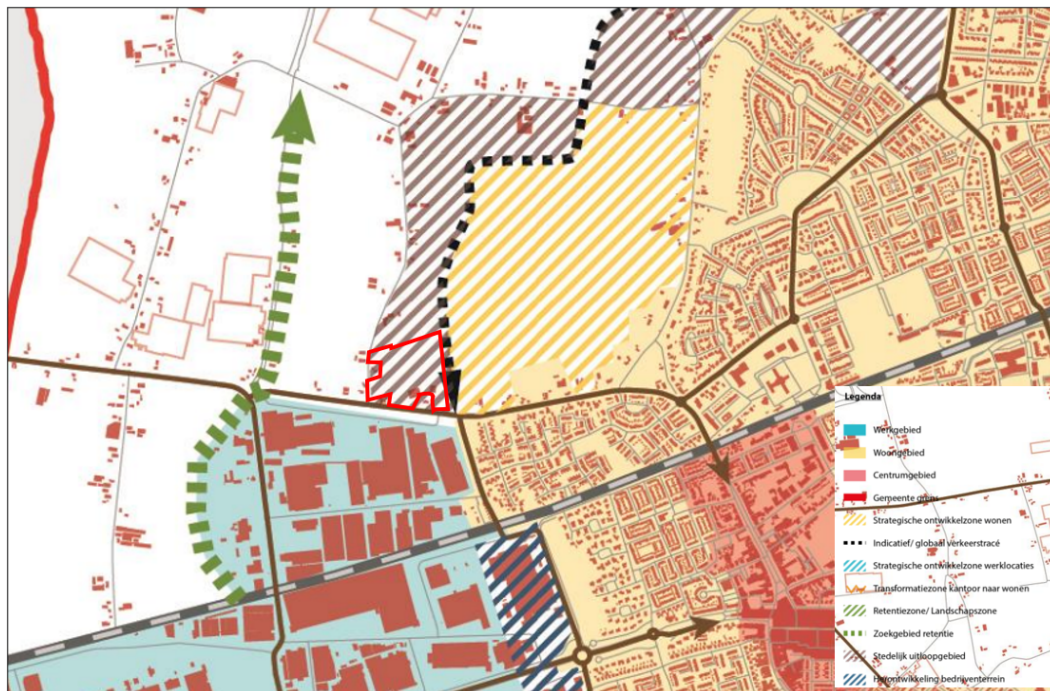 Legenda
Werkgebied
Woongebied
Centrumgebied
Gemeente grens
Strategische ontwikkelzone wonen
Indicatief/ globaal verkeerstracé
Strategische ontwikkelzone werklocaties
Transformatiezone kantoor naar wonen
Retentiezone/ Landschapszone
Zoekgebied retentie
Stedelijk uitloopgebied
Herontwikkeling bedrijventerrein